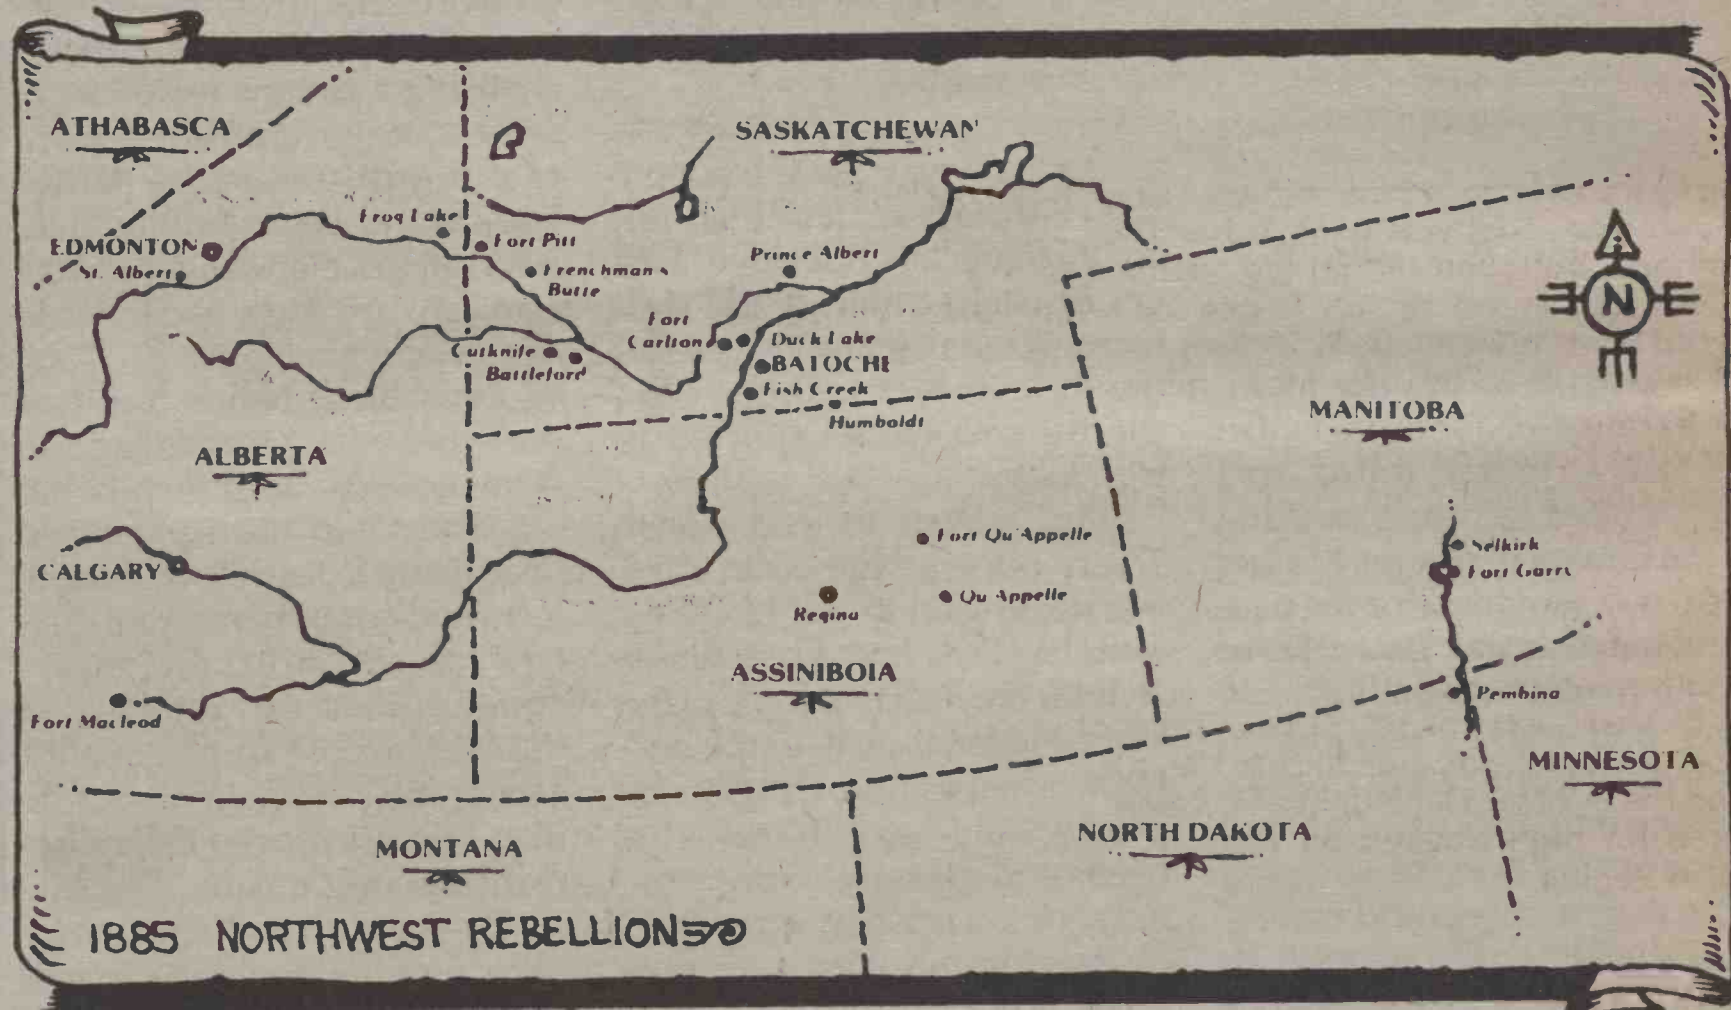 ATHABASCA
SASKATCHEWAN
Frog Lake
EDMONTON
Fort Pitt
St. Albert
Prince Albert
Frenchmans
Butte
Fort
Carlton
Duck Lake
Cutknife
BATOCHE
Battleford
Fish Creek
Humboldt
N
MANITOBA
ALBERTA
Fort Qu'Appelle
Selkirk
CALGARY
Fort Garry
Qu'Appelle
Regina
ASSINIBOIA
Pembina
Fort Macleod
MINNESOTA
NORTH DAKOTA
MONTANA
1885 NORTHWEST REBELLION